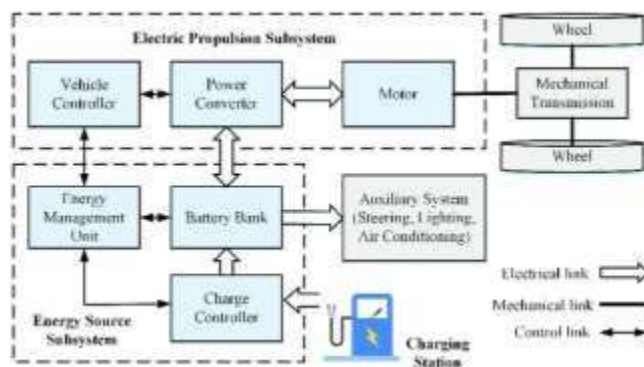 Electric Propulsion Subsystem
Wheel
Vehicle
Controller
Power
Converter
Motor
Mechanical
Transmission
Wheel
Energy
Management
Unit
Battery Bank
Auxiliary System
(Steering, Lighting,
Air Conditioning)
Electrical link
Charge
Controller
Mechanical link
Energy Source
Subsystem
Charging
Station
Control link